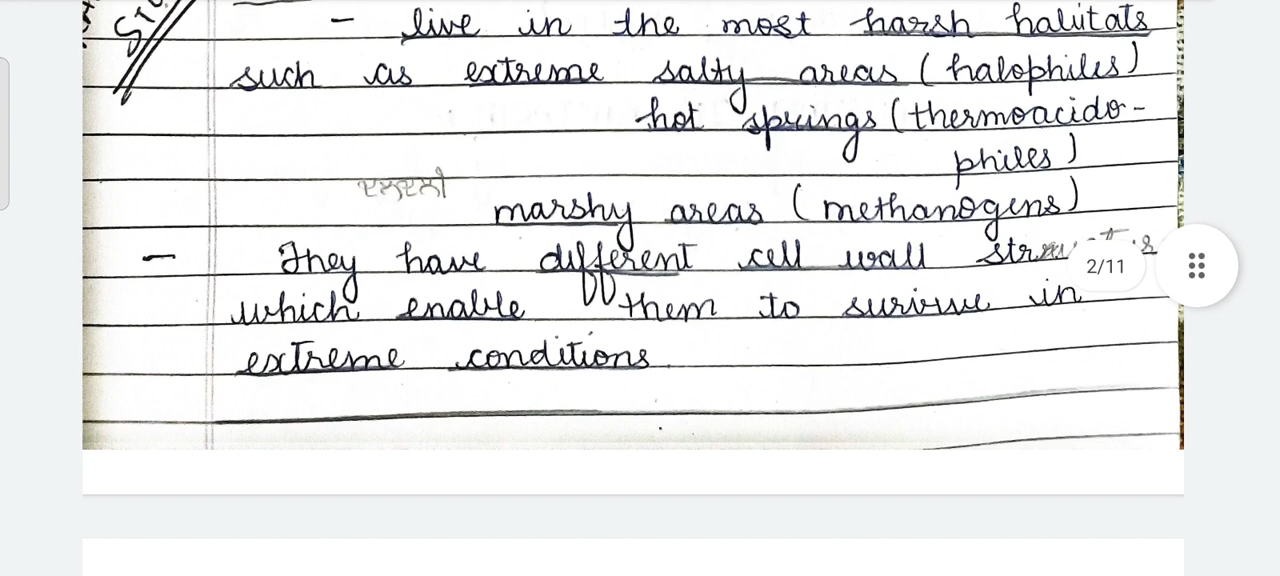 - live in the most harsh habitats
such as extreme salty areas (halophiles)
hot springs (thermoacido-
philes)
marshy areas (methanogens)
- They have different cell wall
2/11
which enable them to survive in
extreme conditions